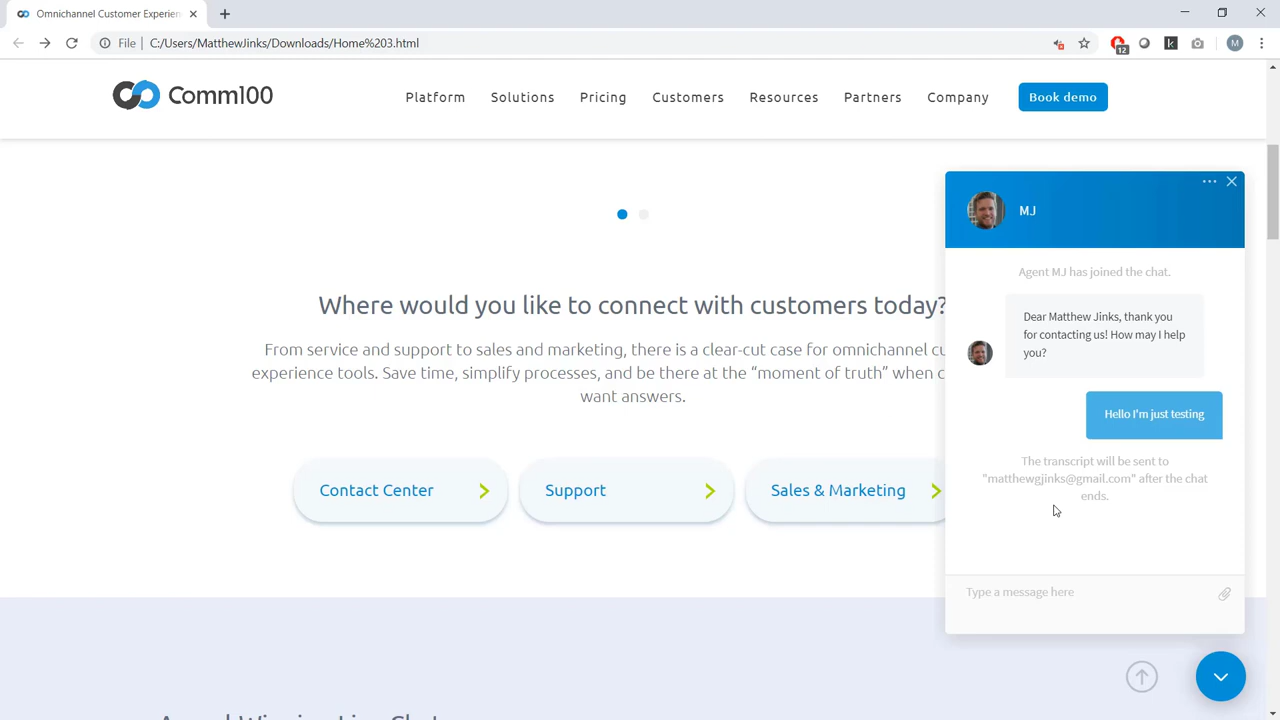 Omnichannel Customer Experien
File
C:/Users/MatthewJinks/Downloads/Home%203.html
12
k
M
Comm100
Platform
Solutions
Pricing
Customers
Resources
Partners
Company
Book demo
Where would you like to connect with customers today?
From service and support to sales and marketing, there is a clear-cut case for omnichannel cu
experience tools. Save time, simplify processes, and be there at the “moment of truth” when c
want answers.
Contact Center
Support
Sales & Marketing
MJ
Agent MJ has joined the chat.
Dear Matthew Jinks, thank you
for contacting us! How may I help
you?
Hello I'm just testing
The transcript will be sent to
"matthewgjinks@gmail.com" after the chat
ends.
Type a message here